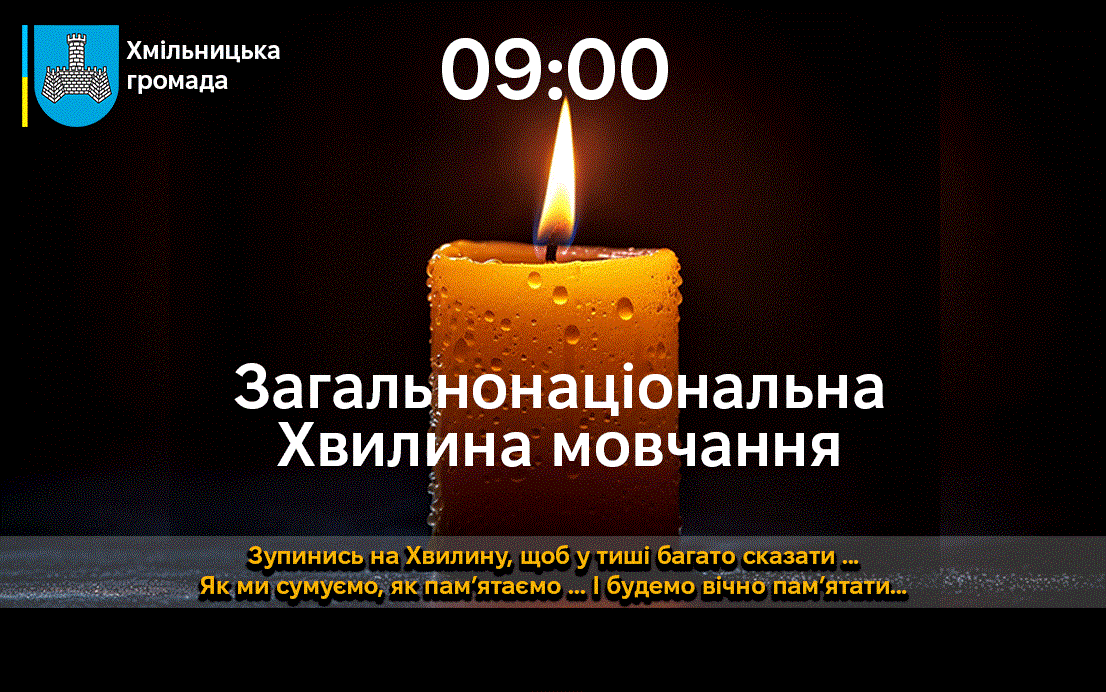 Хмільницька
громада
09:00
Загальнонаціональна
Хвилина мовчання
Зупинись на Хвилину, щоб у тиші багато сказати ...
Як ми сумуємо, як пам’ятаємо ... І будемо вічно пам’ятати...